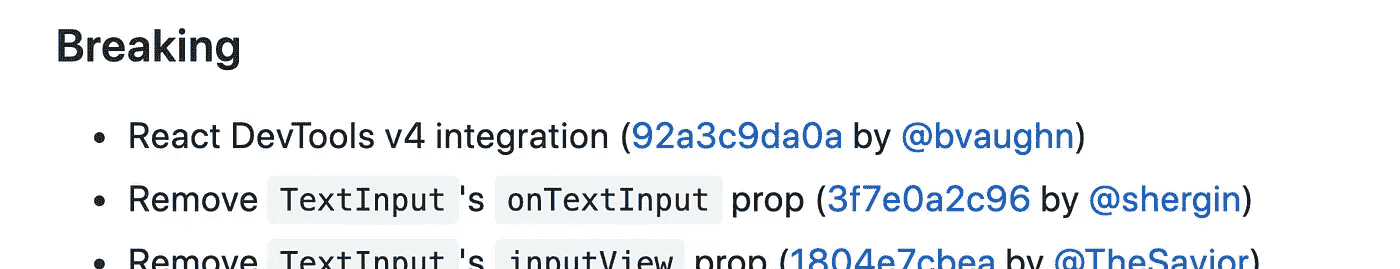 Breaking
• React DevTools v4 integration (92a3c9da0a by @bvaughn)
• Remove TextInput's onTextInput prop (3f7e0a2c96 by @shergin)
• Remove TextInput's inputView prop (1804e7cbea by @TheSavior)